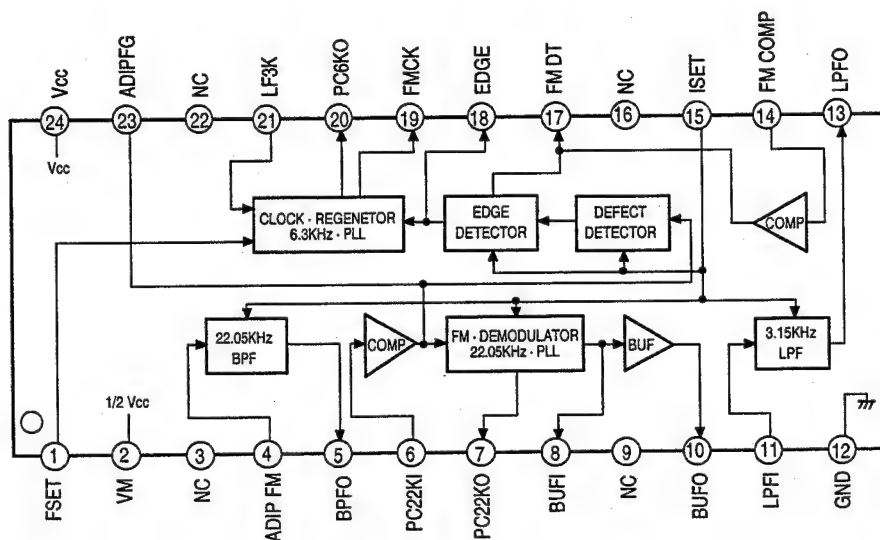 Vcc
ADIPFG
NC
LF3K
PC6KO
FMCK
EDGE
FM DT
NC
ISET
FM COMP
LPFO
24
23
22
21
20
19
18
17
16
15
14
13
Vcc
CLOCK · REGENETOR
6.3KHz · PLL
EDGE
DETECTOR
DEFECT
DETECTOR
COMP
22.05KHz
BPF
COMP
FM · DEMODULATOR
22.05KHz · PLL
BUF
3.15KHz
LPF
1/2 Vcc
1
2
3
4
5
6
7
8
9
10
11
12
FSET
VM
NC
ADIP FM
BPFO
PC22KI
PC22KO
BUFI
NC
BUFO
LPFI
GND